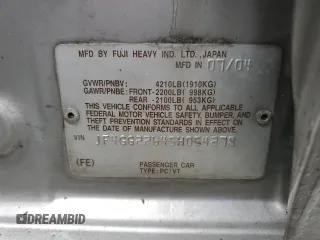 MFD BY FUJI HEAVY IND. LTD., JAPAN
MFD IN 07/04
GVWR/PNBV: 4210LB(1910KG)
GAWR/PNBE: FRONT-2200LB( 998KG)
REAR -2100LB( 953KG)
THIS VEHICLE CONFORMS TO ALL APPLICABLE
FEDERAL MOTOR VEHICLE SAFETY, BUMPER, AND
THEFT PREVENTION STANDARDS IN EFFECT ON THE
DATE OF MANUFACTURE SHOWN ABOVE.
VIN
(FE)
PASSENGER CAR
TYPE:PC/VT
DEALER